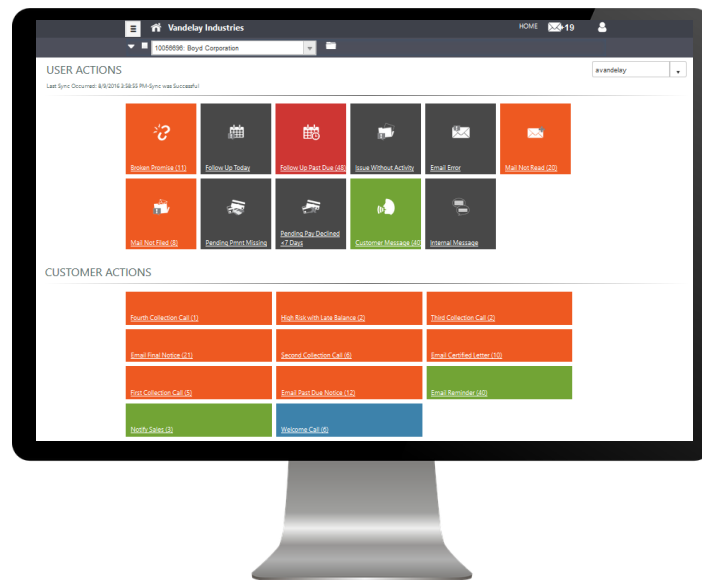 Vandelay Industries
HOME
+19
10056698: Boyd Corporation
USER ACTIONS
avandelay
Last Sync Occurred: 8/9/2016 3:58:55 PM-Sync was Successful
Broken Promise (11)
Follow Up Today
Follow Up Past Due (48)
Issue Without Activity
Email Error
Mail Not Read (20)
Mail Not Filed (8)
Pending Pmnt Missing
Pending Pay Declined
<7 Days
Customer Message (40
Internal Message
CUSTOMER ACTIONS
Fourth Collection Call (1)
High Risk with Late Balance (2)
Third Collection Call (2)
Email Final Notice (21)
Second Collection Call (6)
Email Certified Letter (10)
First Collection Call (5)
Email Past Due Notice (12)
Email Reminder (40)
Notify Sales (3)
Welcome Call (6)